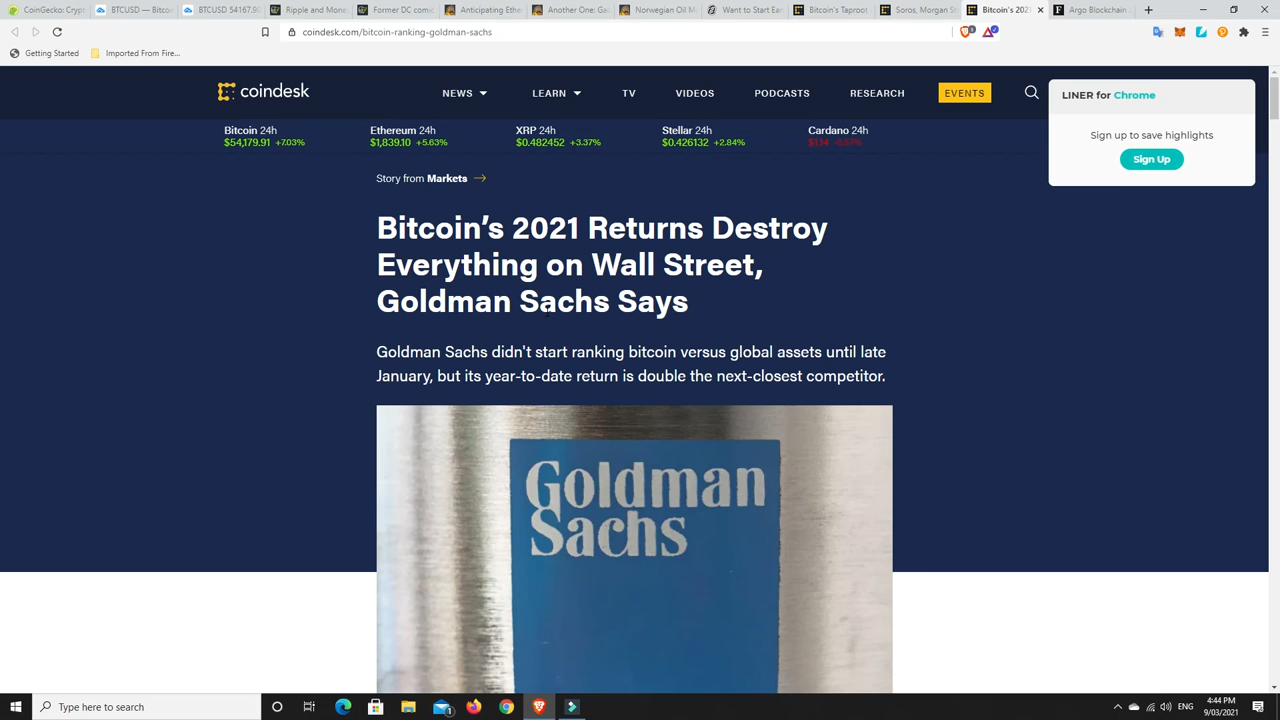 CoinGecko: Crypt
BTCUSD — Bitcoi
BTCUSD 54167.90
Ripple and Mone
Former DC comic
Anticipating Ethe
Another One: Ga
Norwegian Oil M
Want to Start Ear
Bitcoin's Taproot
Soros, Morgan St
Bitcoin's 2021
Argo Blockchain
coindesk.com/bitcoin-ranking-goldman-sachs
Getting Started
Imported From Fire...
coindesk
NEWS
LEARN
TV
VIDEOS
PODCASTS
RESEARCH
EVENTS
LINER for Chrome
Sign up to save highlights
Sign Up
Bitcoin 24h
$54,179.91 +7.03%
Ethereum 24h
$1,839.10 +5.63%
XRP 24h
$0.482452 +3.37%
Stellar 24h
$0.426132 +2.84%
Cardano 24h
Story from Markets
Bitcoin's 2021 Returns Destroy
Everything on Wall Street,
Goldman Sachs Says
Goldman Sachs didn't start ranking bitcoin versus global assets until late
January, but its year-to-date return is double the next-closest competitor.
Goldman
Sachs
Type here to search
ENG
4:44 PM
9/03/2021